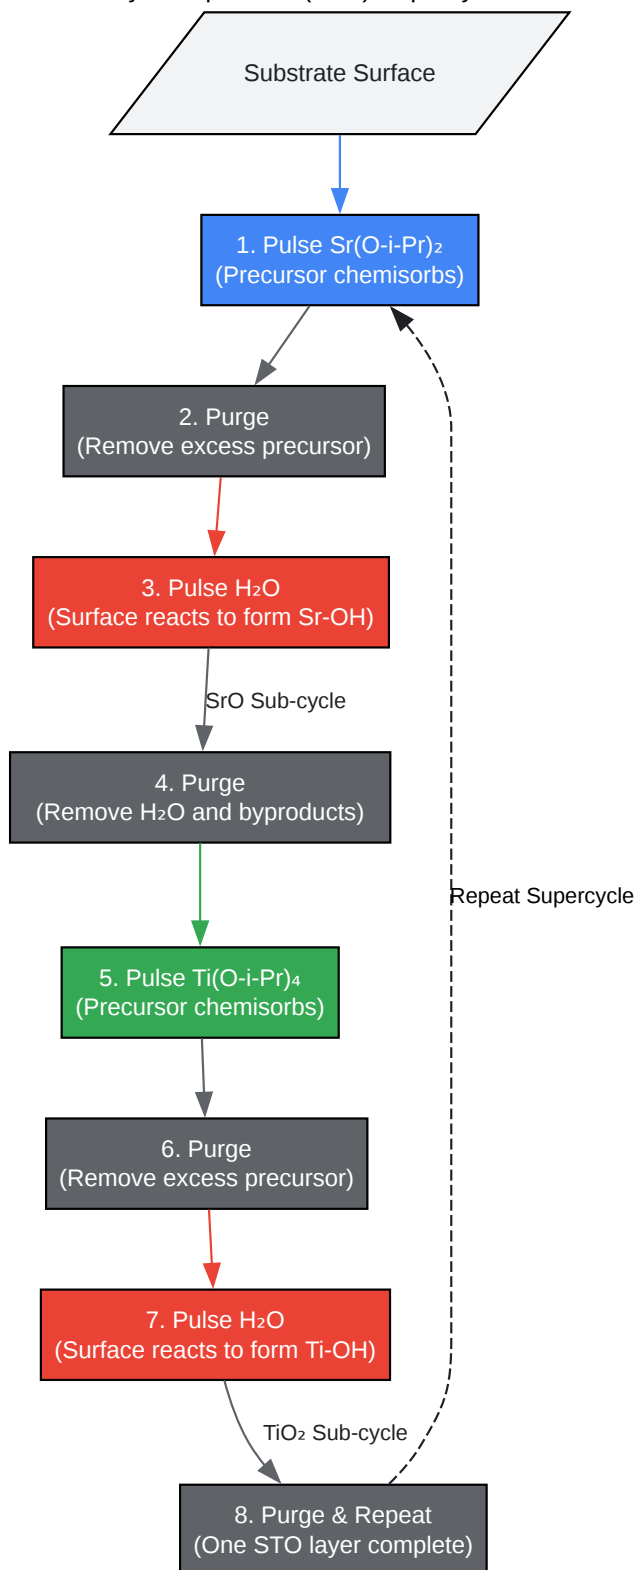 Substrate Surface
1. Pulse Sr(O-i-Pr)₂
(Precursor chemisorbs)
2. Purge
(Remove excess precursor)
3. Pulse H₂O
(Surface reacts to form Sr-OH)
SrO Sub-cycle
4. Purge
(Remove H₂O and byproducts)
Repeat Supercycle
5. Pulse Ti(O-i-Pr)₄
(Precursor chemisorbs)
6. Purge
(Remove excess precursor)
7. Pulse H₂O
(Surface reacts to form Ti-OH)
TiO₂ Sub-cycle
8. Purge & Repeat
(One STO layer complete)